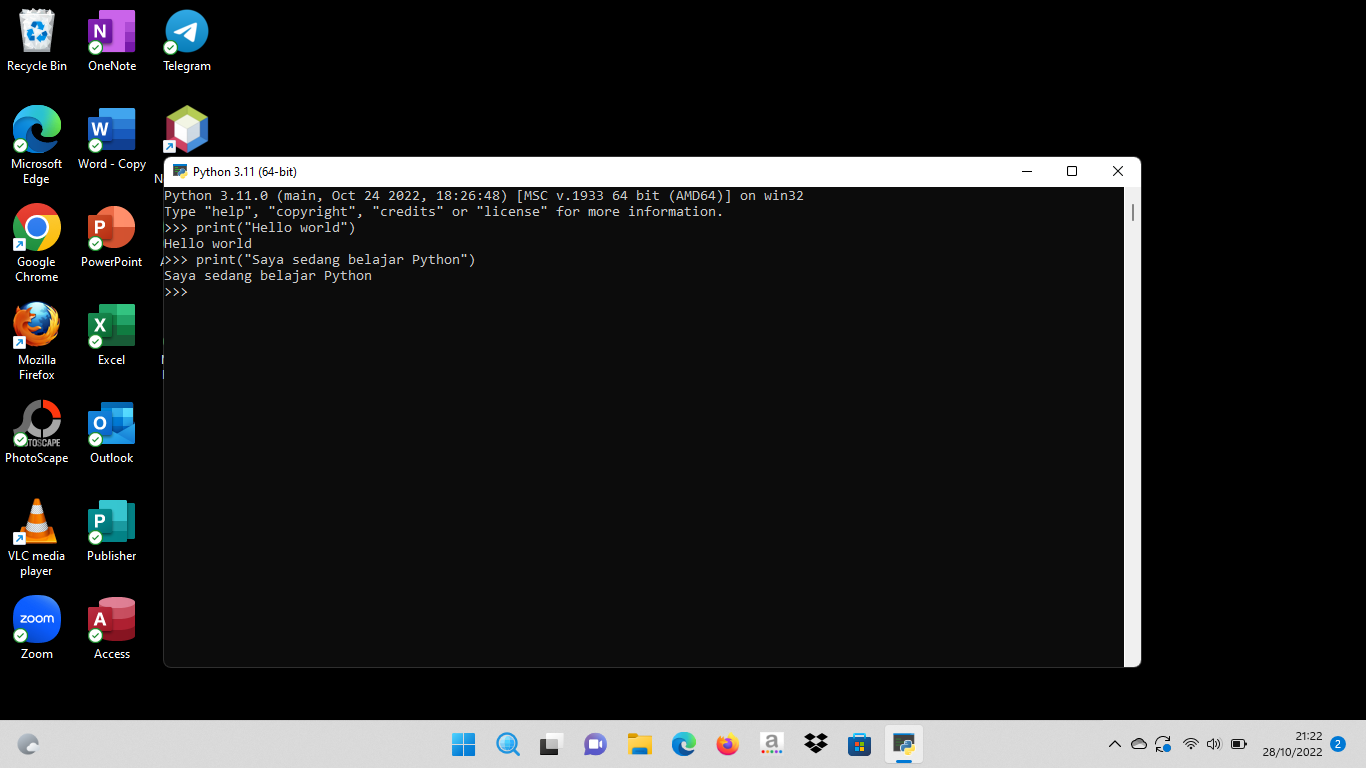 Recycle Bin
OneNote
Telegram
Microsoft
Edge
Word - Copy
Google
Chrome
PowerPoint
Mozilla
Firefox
Excel
PHOTOSCAPE
PhotoScape
Outlook
VLC media
player
Publisher
zoom
Zoom
Access
Python 3.11 (64-bit)
Python 3.11.0 (main, Oct 24 2022, 18:26:48) [MSC v.1933 64 bit (AMD64)] on win32
Type "help", "copyright", "credits" or "license" for more information.
>>> print("Hello world")
Hello world
>>> print("Saya sedang belajar Python")
Saya sedang belajar Python
>>>
21:22
28/10/2022
2